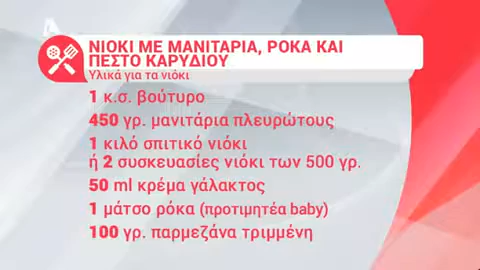 ΝΙΟΚΙ ΜΕ ΜΑΝΙΤΑΡΙΑ, ΡΟΚΑ ΚΑΙ
ΠΕΣΤΟ ΚΑΡΥΔΙΟΥ
Υλικά για τα νιόκι
1 κ.σ. βούτυρο
450 γρ. μανιτάρια πλευρώτους
1 κιλό σπιτικό νιόκι
ή 2 συσκευασίες νιόκι των 500 γρ.
50 ml κρέμα γάλακτος
1 μάτσο ρόκα (προτιμητέα baby)
100 γρ. παρμεζάνα τριμμένη